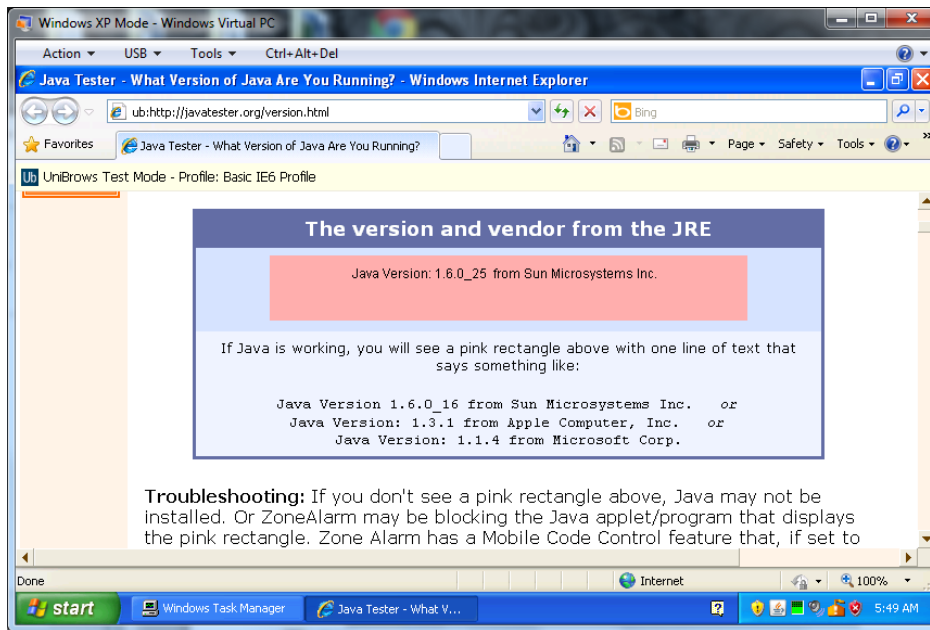 Windows XP Mode - Windows Virtual PC
Action USB Tools Ctrl+Alt+Del
Java Tester - What Version of Java Are You Running? - Windows Internet Explorer
ub:http://javatester.org/version.html Bing
Favorites Java Tester - What Version of Java Are You Running? Page Safety Tools
Ub UniBrows Test Mode - Profile: Basic IE6 Profile
The version and vendor from the JRE
Java Version: 1.6.0_25 from Sun Microsystems Inc.
If Java is working, you will see a pink rectangle above with one line of text that
says something like:
Java Version 1.6.0_16 from Sun Microsystems Inc. or
Java Version: 1.3.1 from Apple Computer, Inc. or
Java Version: 1.1.4 from Microsoft Corp.
Troubleshooting: If you don't see a pink rectangle above, Java may not be
installed. Or ZoneAlarm may be blocking the Java applet/program that displays
the pink rectangle. Zone Alarm has a Mobile Code Control feature that, if set to
Done Internet 100%
start Windows Task Manager Java Tester - What V... 5:49 AM